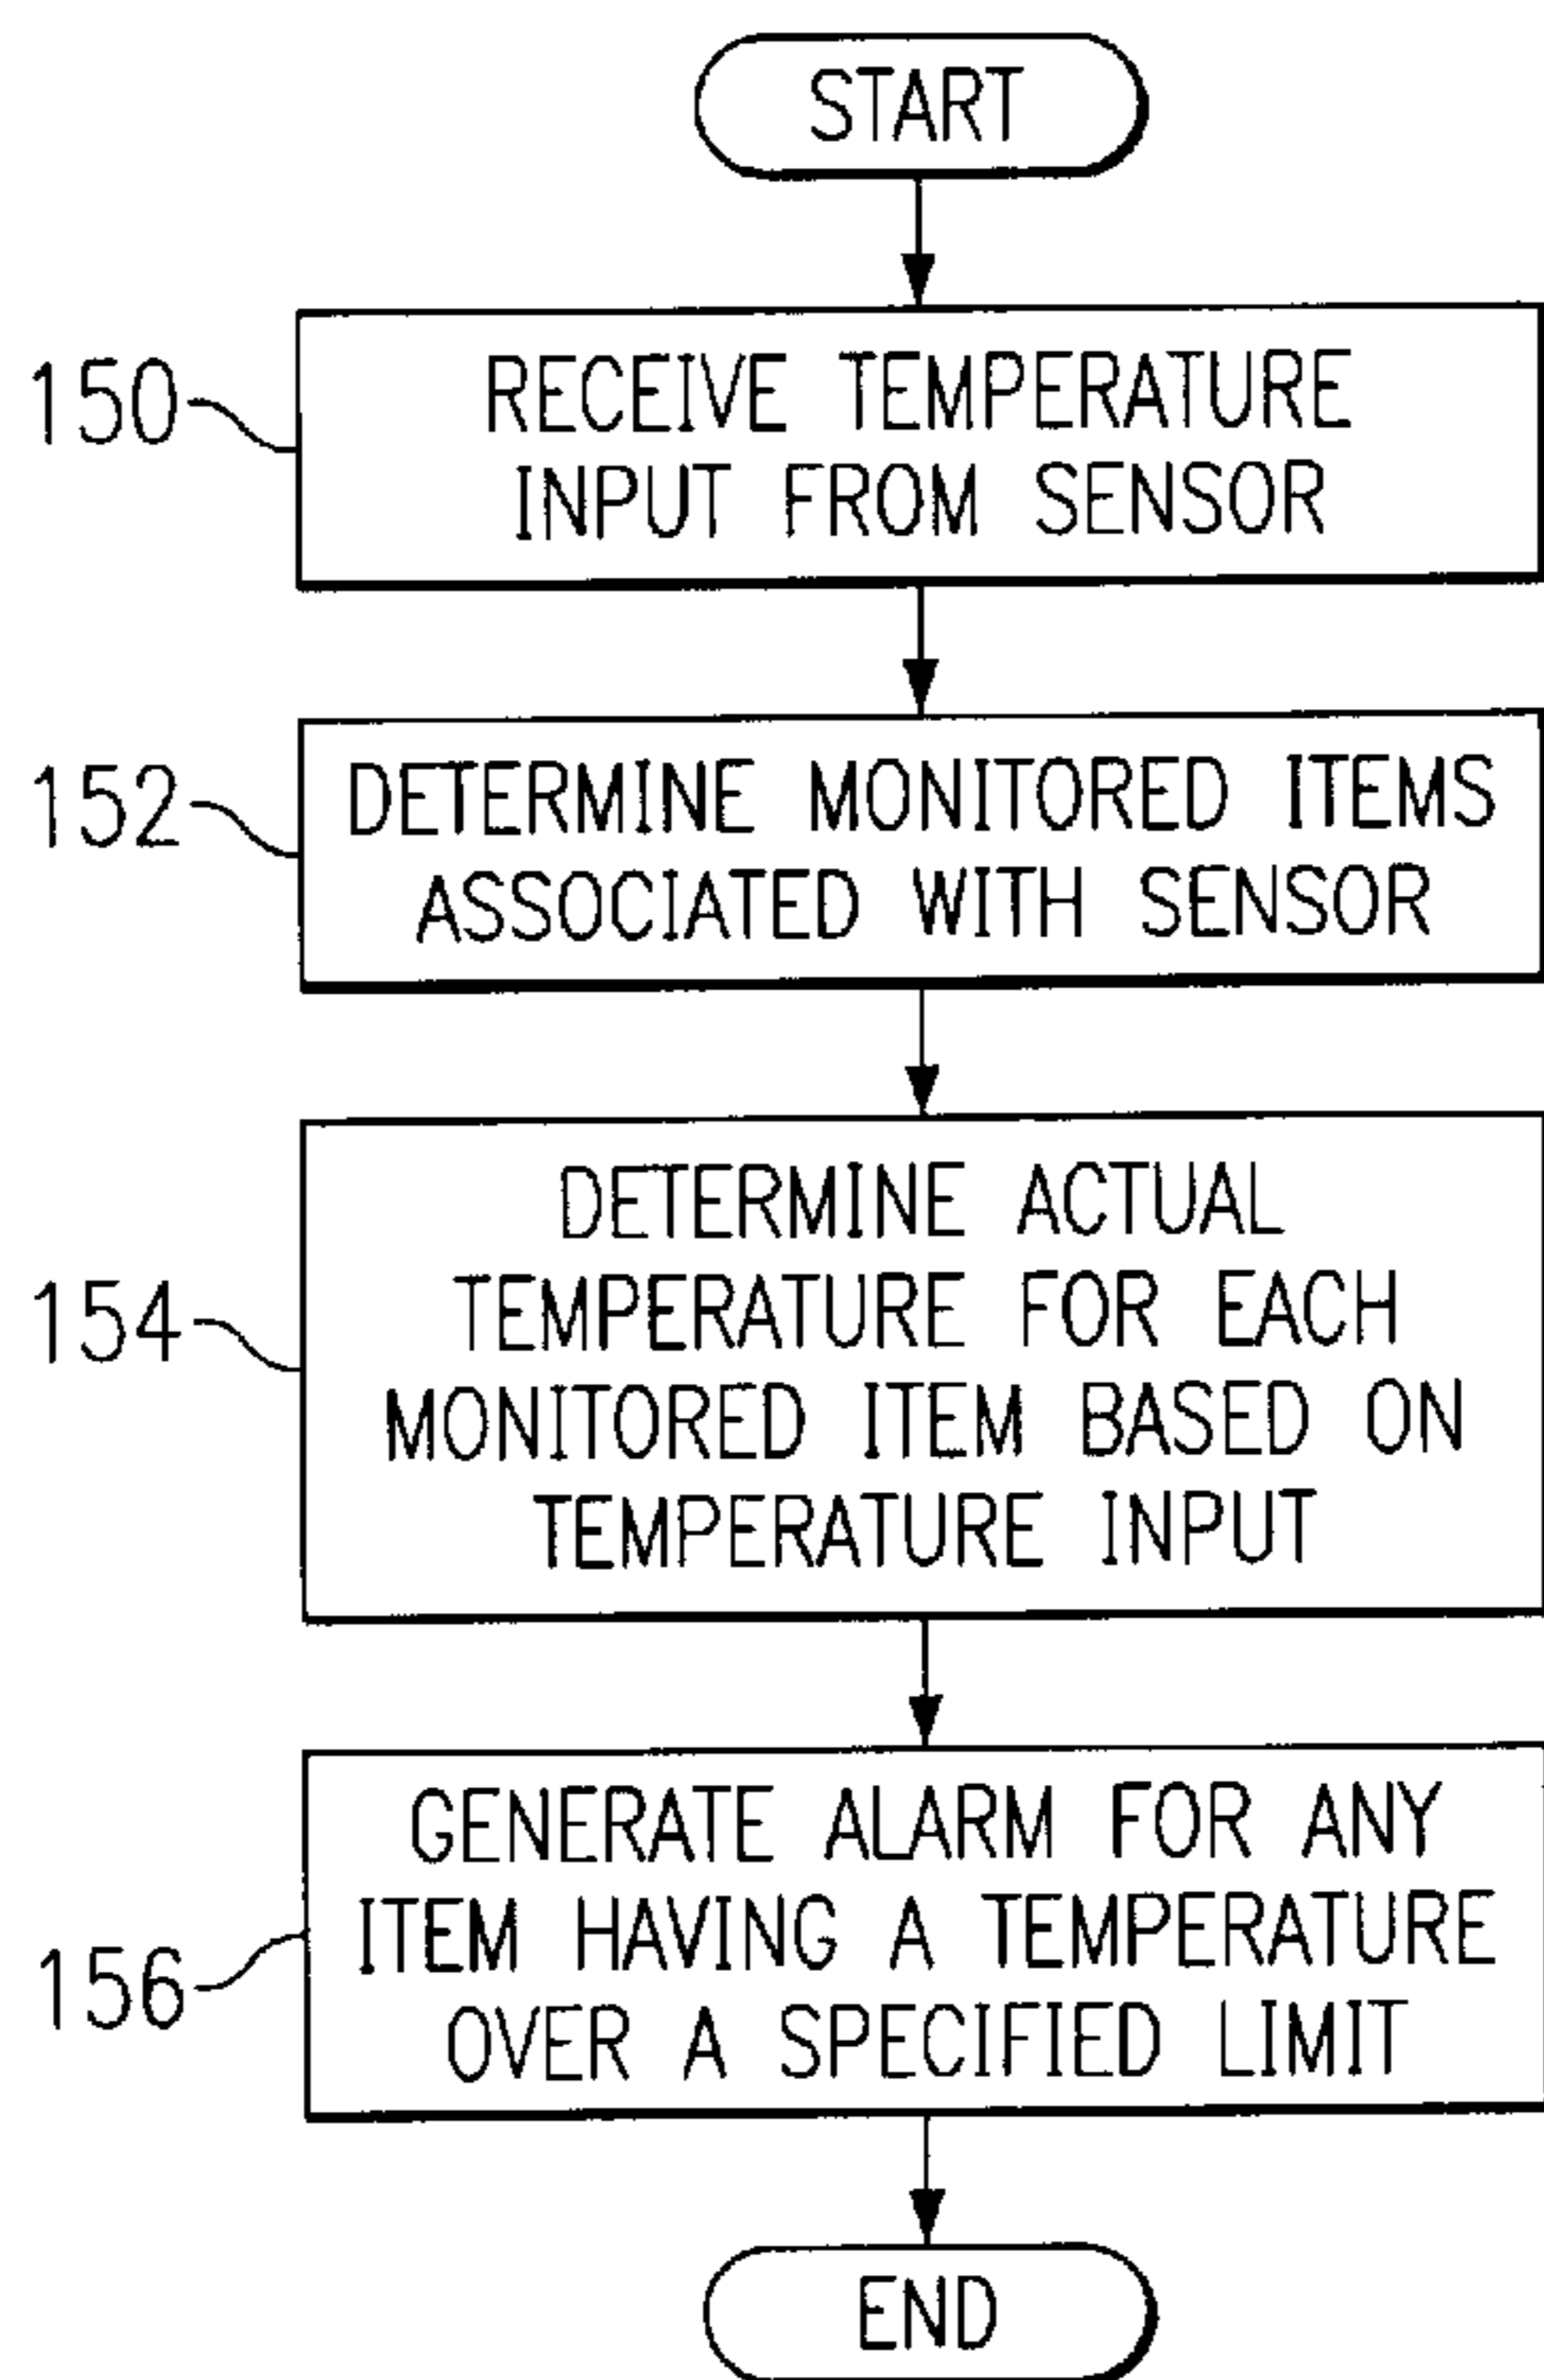 START
150
RECEIVE TEMPERATURE
INPUT FROM SENSOR
152
DETERMINE MONITORED ITEMS
ASSOCIATED WITH SENSOR
154
DETERMINE ACTUAL
TEMPERATURE FOR EACH
MONITORED ITEM BASED ON
TEMPERATURE INPUT
156
GENERATE ALARM FOR ANY
ITEM HAVING A TEMPERATURE
OVER A SPECIFIED LIMIT
END